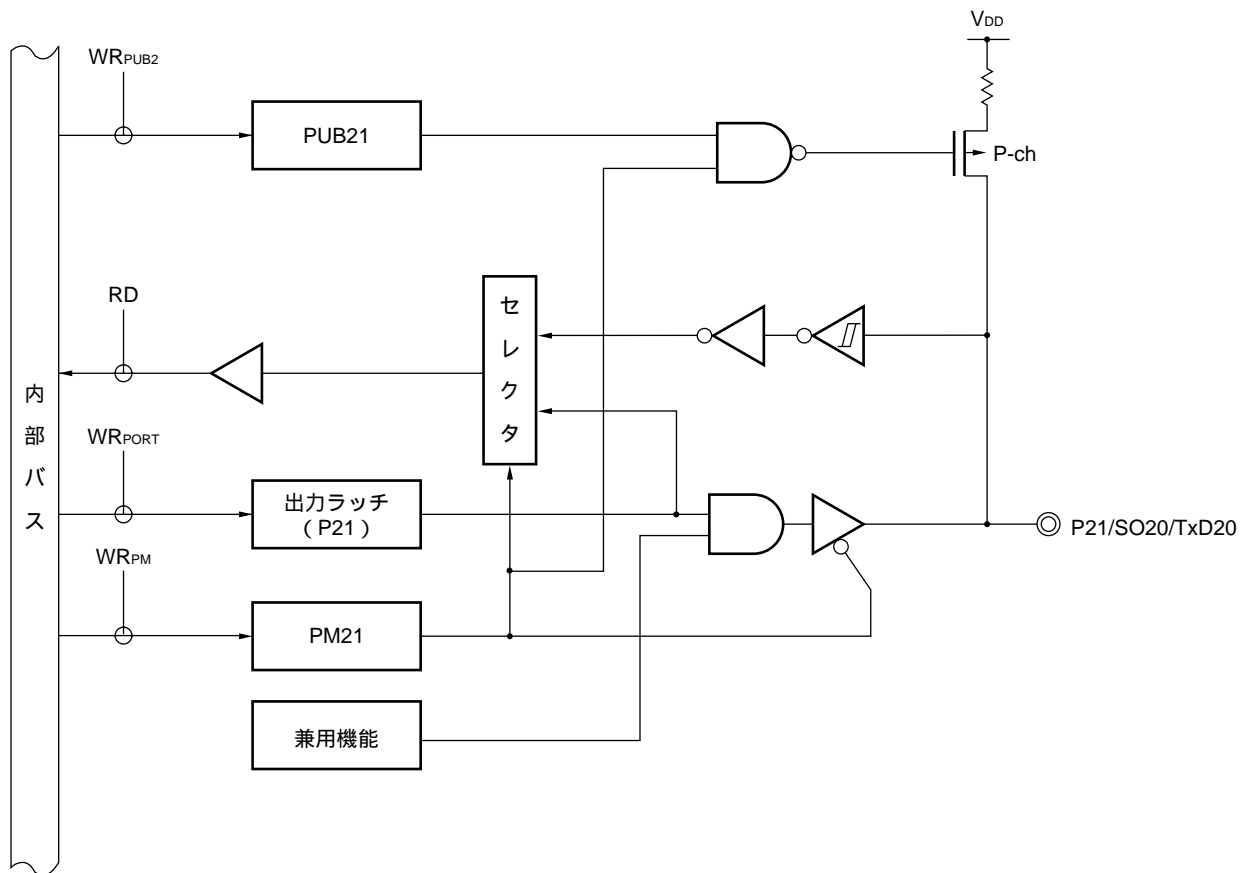 VDD
WRPUB2
PUB21
P-ch
RD
セレクタ
内部バス
WRPORT
出力ラッチ
（P21）
P21/SO20/TxD20
WRPM
PM21
兼用機能